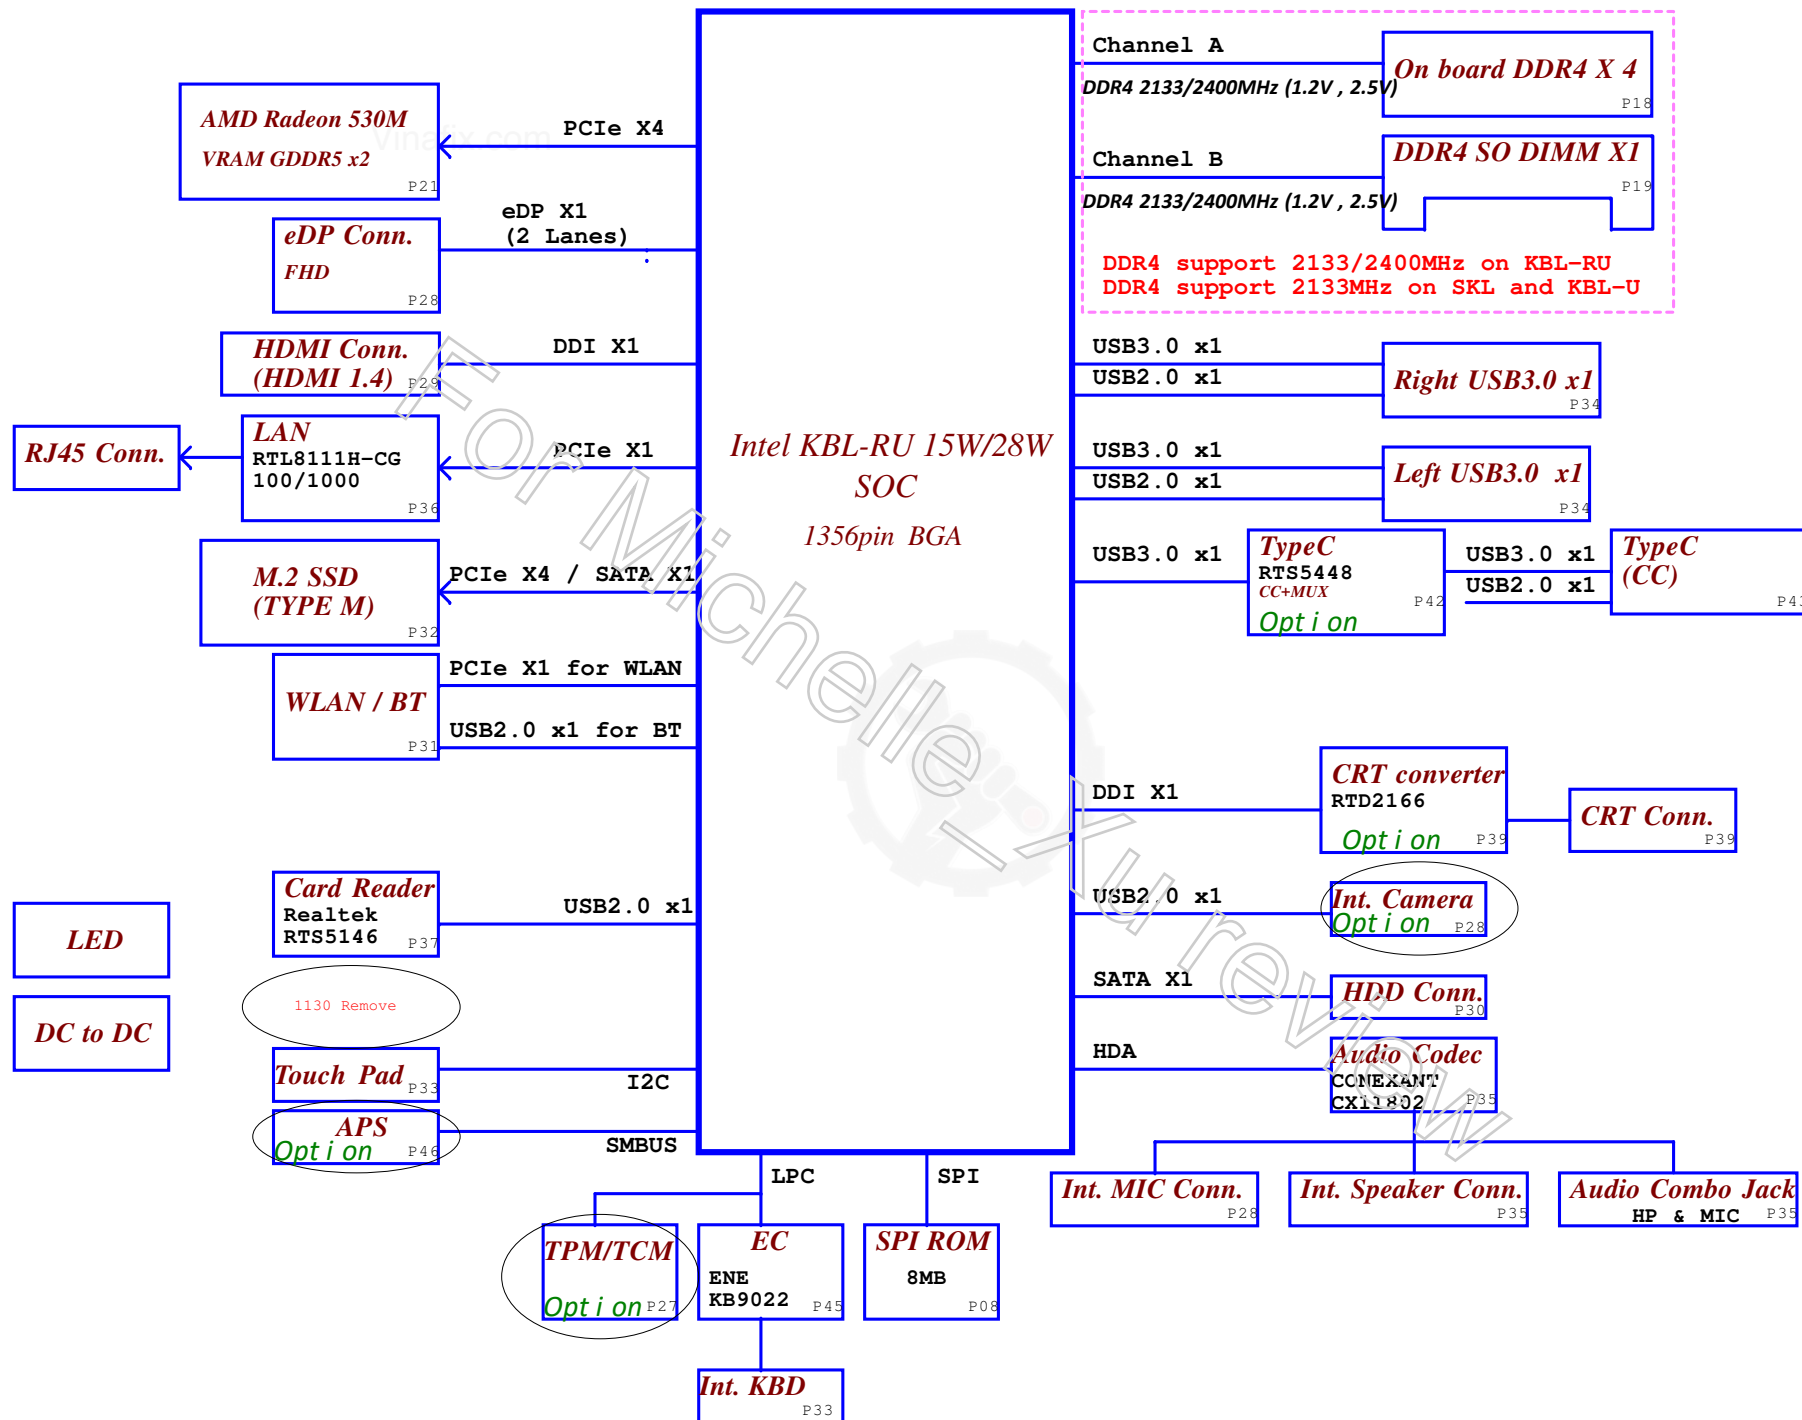 Channel A
DDR4 2133/2400MHz (1.2V , 2.5V)
On board DDR4 X 4
P18
Channel B
DDR4 2133/2400MHz (1.2V , 2.5V)
DDR4 SO DIMM X1
P19
DDR4 support 2133/2400MHz on KBL-RU
DDR4 support 2133MHz on SKL and KBL-U
AMD Radeon 530M
VRAM GDDR5 x2
P21
PCIe X4
Vinafix.com
eDP Conn.
FHD
P28
eDP X1
(2 Lanes)
HDMI Conn.
(HDMI 1.4)
P29
DDI X1
RJ45 Conn.
LAN
RTL8111H-CG
100/1000
P36
PCIe X1
M.2 SSD
(TYPE M)
P32
PCIe X4 / SATA X1
WLAN / BT
P31
PCIe X1 for WLAN
USB2.0 x1 for BT
Intel KBL-RU 15W/28W
SOC
1356pin BGA
USB3.0 x1
USB2.0 x1
Right USB3.0 x1
P34
USB3.0 x1
USB2.0 x1
Left USB3.0 x1
P34
USB3.0 x1
TypeC
RTS5448
CC+MUX
Option
P42
USB3.0 x1
USB2.0 x1
TypeC
(CC)
P43
DDI X1
CRT converter
RTD2166
Option
P39
CRT Conn.
P39
USB2.0 x1
Int. Camera
Option
P28
SATA X1
HDD Conn.
P30
HDA
Audio Codec
CONEXANT
CX11802
P35
Int. MIC Conn.
P28
Int. Speaker Conn.
P35
Audio Combo Jack
HP & MIC
P35
LED
DC to DC
Card Reader
Realtek
RTS5146
P37
USB2.0 x1
1130 Remove
Touch Pad
P33
I2C
APS
Option
P46
SMBUS
LPC
SPI
TPM/TCM
Option
P27
EC
ENE
KB9022
P45
SPI ROM
8MB
P08
Int. KBD
P33
For Michelle_Xu review